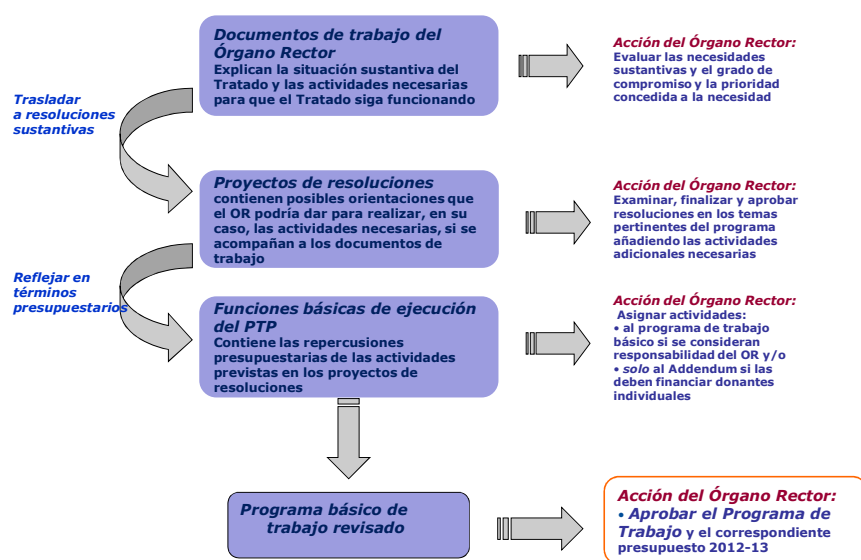 Documentos de trabajo del
Órgano Rector
Explican la situación sustantiva del
Tratado y las actividades necesarias
para que el Tratado siga funcionando
Acción del Órgano Rector:
Evaluar las necesidades
sustantivas y el grado de
compromiso y la prioridad
concedida a la necesidad
Trasladar
a resoluciones
sustantivas
Proyectos de resoluciones
contienen posibles orientaciones que
el OR podría dar para realizar, en su
caso, las actividades necesarias, si se
acompañan a los documentos de
trabajo
Acción del Órgano Rector:
Examinar, finalizar y aprobar
resoluciones en los temas
pertinentes del programa
añadiendo las actividades
adicionales necesarias
Reflejar en
términos
presupuestarios
Funciones básicas de ejecución
del PTP
Contiene las repercusiones
presupuestarias de las actividades
previstas en los proyectos de
resoluciones
Acción del Órgano Rector:
Asignar actividades:
• al programa de trabajo
básico si se consideran
responsabilidad del OR y/o
• solo al Addendum si las
deben financiar donantes
individuales
Programa básico de
trabajo revisado
Acción del Órgano Rector:
• Aprobar el Programa de
Trabajo y el correspondiente
presupuesto 2012-13